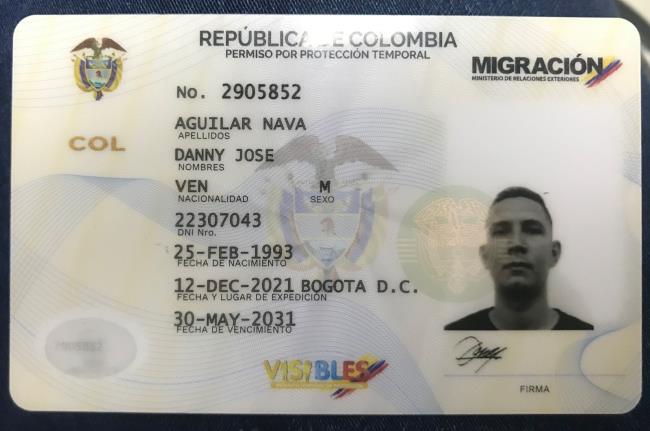 REPÚBLICA DE COLOMBIA
PERMISO POR PROTECCIÓN TEMPORAL
MIGRACIÓN
MINISTERIO DE RELACIONES EXTERIORES
No. 2905852
COL
AGUILAR NAVA
APELLIDOS
DANNY JOSE
NOMBRES
VEN M
NACIONALIDAD SEXO
22307043
DNI Nro.
25-FEB-1993
FECHA DE NACIMIENTO
12-DEC-2021 BOGOTA D.C.
FECHA Y LUGAR DE EXPEDICIÓN
30-MAY-2031
FECHA DE VENCIMIENTO
2905852
VISIBLES
FIRMA